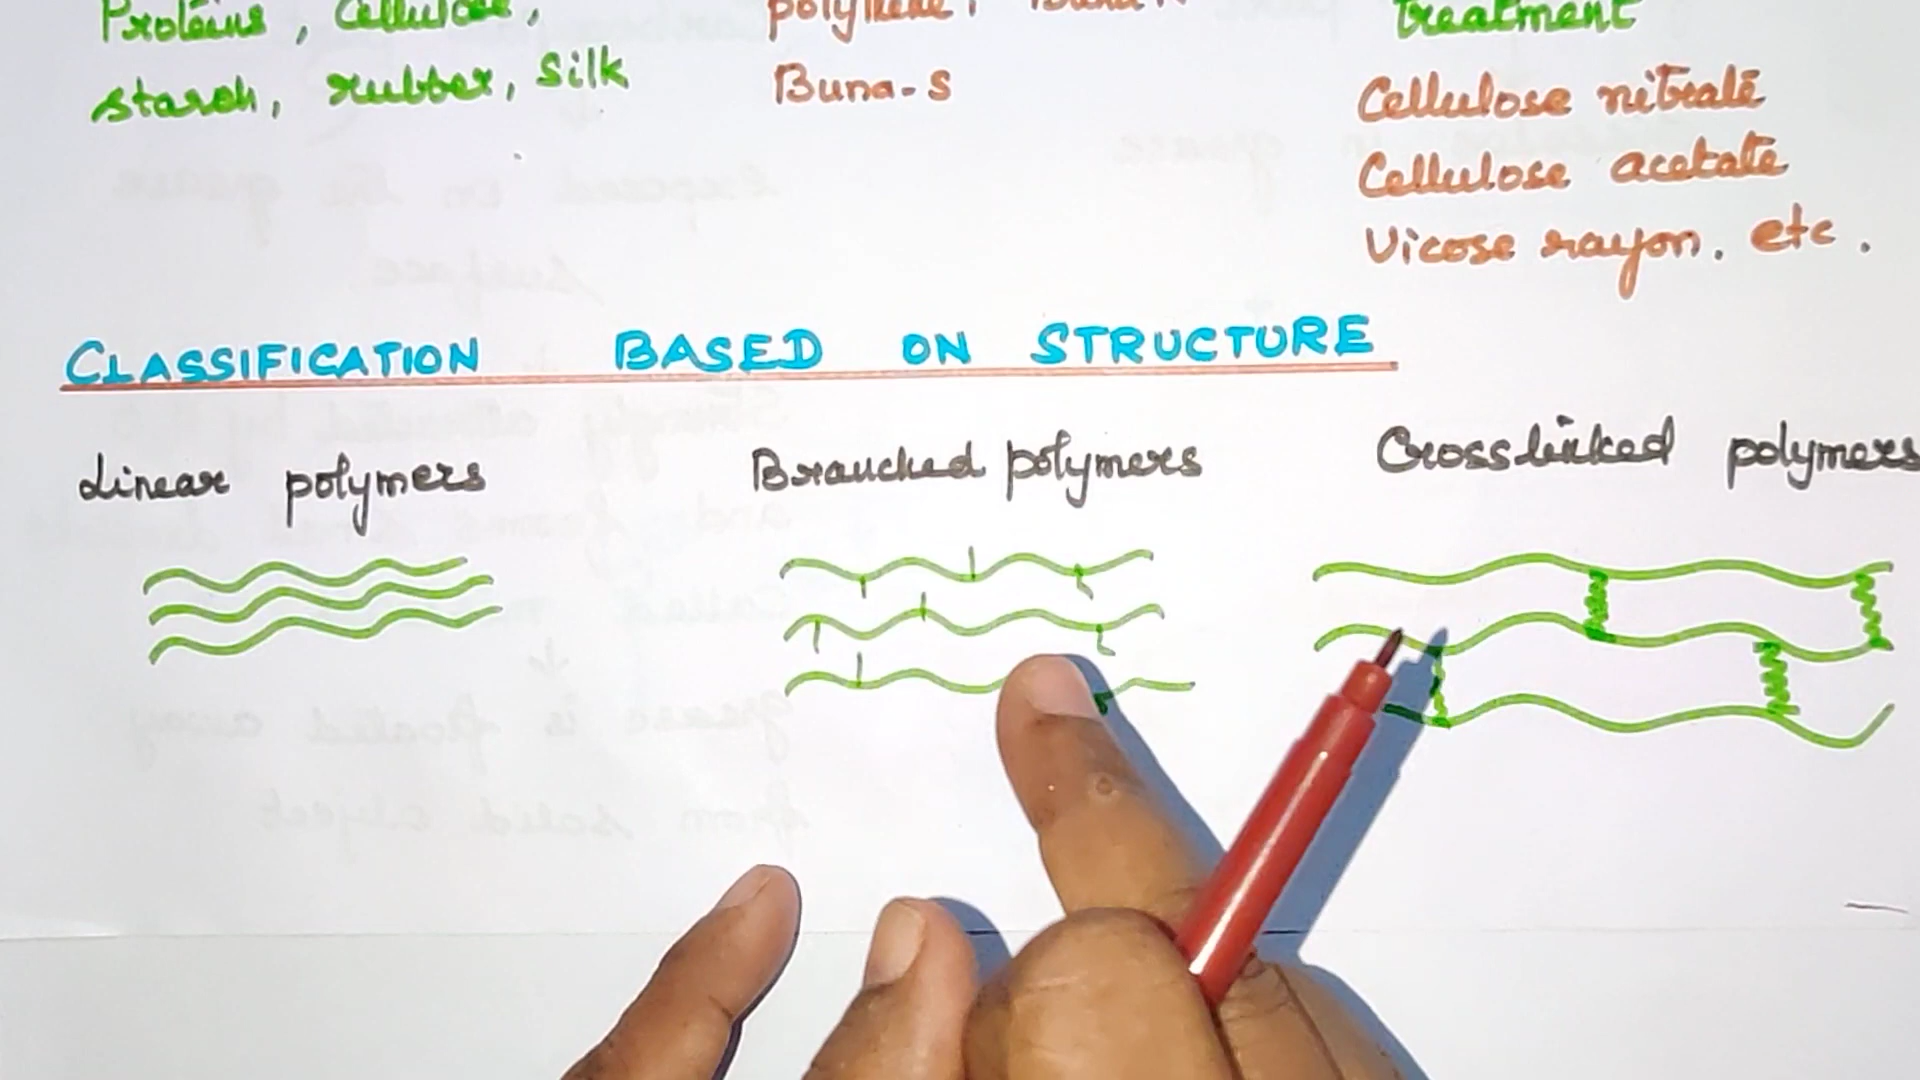 Proteins, Cellulose,
starch, rubber, silk
Buna-S
treatment
Cellulose nitrate
Cellulose acetate
Vicose rayon. etc.
CLASSIFICATION BASED ON STRUCTURE
Linear polymers
Branched polymers
Crosslinked polymers